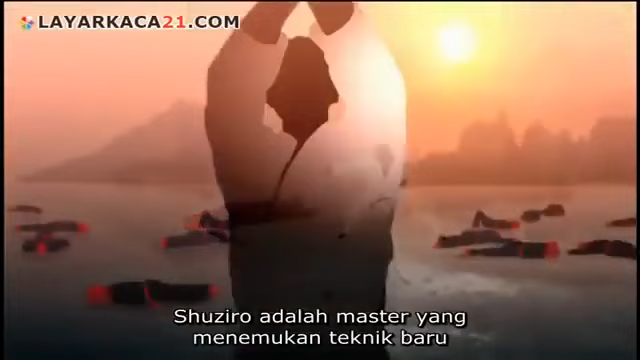 LAYARKACA21.COM
Shuziro adalah master yang
menemukan teknik baru